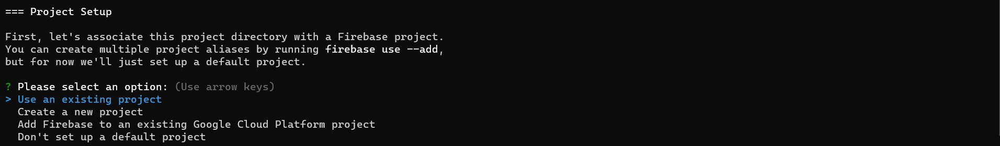 === Project Setup
First, let's associate this project directory with a Firebase project.
You can create multiple project aliases by running firebase use --add,
but for now we'll just set up a default project.
? Please select an option: (Use arrow keys)
> Use an existing project
Create a new project
Add Firebase to an existing Google Cloud Platform project
Don't set up a default project